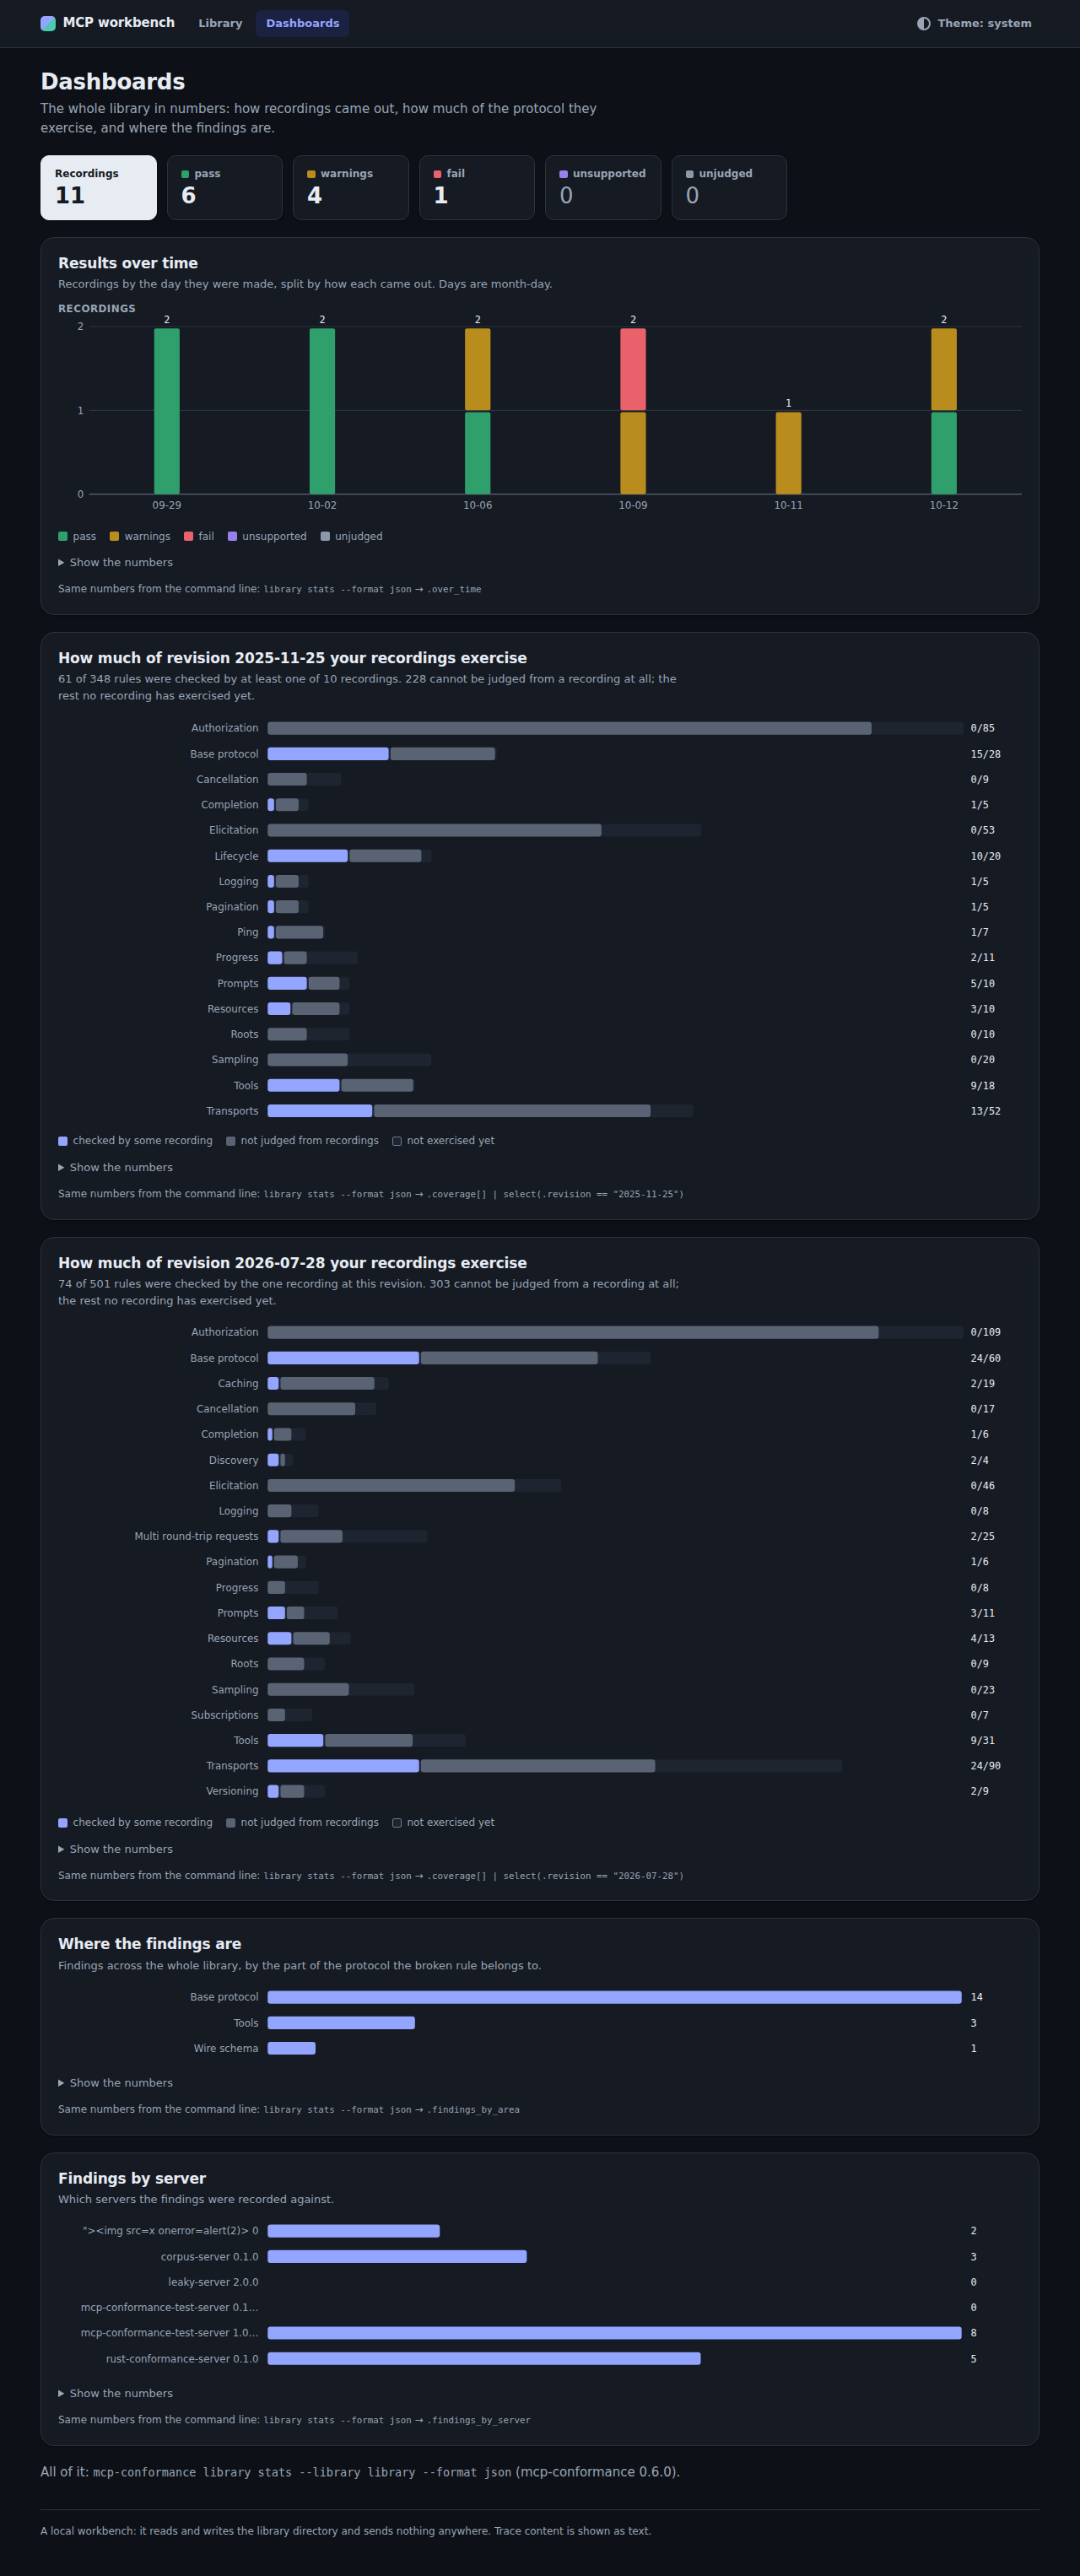 MCP workbench Library Dashboards Theme: system
Dashboards
The whole library in numbers: how recordings came out, how much of the protocol they
exercise, and where the findings are.
Recordings pass warnings fail unsupported unjudged
11 6 4 1 0 0
Results over time
Recordings by the day they were made, split by how each came out. Days are month-day.
RECORDINGS
2 2 2 2 2
2
1
1
0
09-29 10-02 10-06 10-09 10-11 10-12
pass warnings fail unsupported unjudged
▶ Show the numbers
Same numbers from the command line: library stats --format json → .over_time
How much of revision 2025-11-25 your recordings exercise
61 of 348 rules were checked by at least one of 10 recordings. 228 cannot be judged from a recording at all; the
rest no recording has exercised yet.
Authorization 0/85
Base protocol 15/28
Cancellation 0/9
Completion 1/5
Elicitation 0/53
Lifecycle 10/20
Logging 1/5
Pagination 1/5
Ping 1/7
Progress 2/11
Prompts 5/10
Resources 3/10
Roots 0/10
Sampling 0/20
Tools 9/18
Transports 13/52
checked by some recording not judged from recordings not exercised yet
▶ Show the numbers
Same numbers from the command line: library stats --format json → .coverage[] | select(.revision == "2025-11-25")
How much of revision 2026-07-28 your recordings exercise
74 of 501 rules were checked by the one recording at this revision. 303 cannot be judged from a recording at all;
the rest no recording has exercised yet.
Authorization 0/109
Base protocol 24/60
Caching 2/19
Cancellation 0/17
Completion 1/6
Discovery 2/4
Elicitation 0/46
Logging 0/8
Multi round-trip requests 2/25
Pagination 1/6
Progress 0/8
Prompts 3/11
Resources 4/13
Roots 0/9
Sampling 0/23
Subscriptions 0/7
Tools 9/31
Transports 24/90
Versioning 2/9
checked by some recording not judged from recordings not exercised yet
▶ Show the numbers
Same numbers from the command line: library stats --format json → .coverage[] | select(.revision == "2026-07-28")
Where the findings are
Findings across the whole library, by the part of the protocol the broken rule belongs to.
Base protocol 14
Tools 3
Wire schema 1
▶ Show the numbers
Same numbers from the command line: library stats --format json → .findings_by_area
Findings by server
Which servers the findings were recorded against.
"><img src=x onerror=alert(2)> 0 2
corpus-server 0.1.0 3
leaky-server 2.0.0 0
mcp-conformance-test-server 0.1… 0
mcp-conformance-test-server 1.0… 8
rust-conformance-server 0.1.0 5
▶ Show the numbers
Same numbers from the command line: library stats --format json → .findings_by_server
All of it: mcp-conformance library stats --library library --format json (mcp-conformance 0.6.0).
A local workbench: it reads and writes the library directory and sends nothing anywhere. Trace content is shown as text.